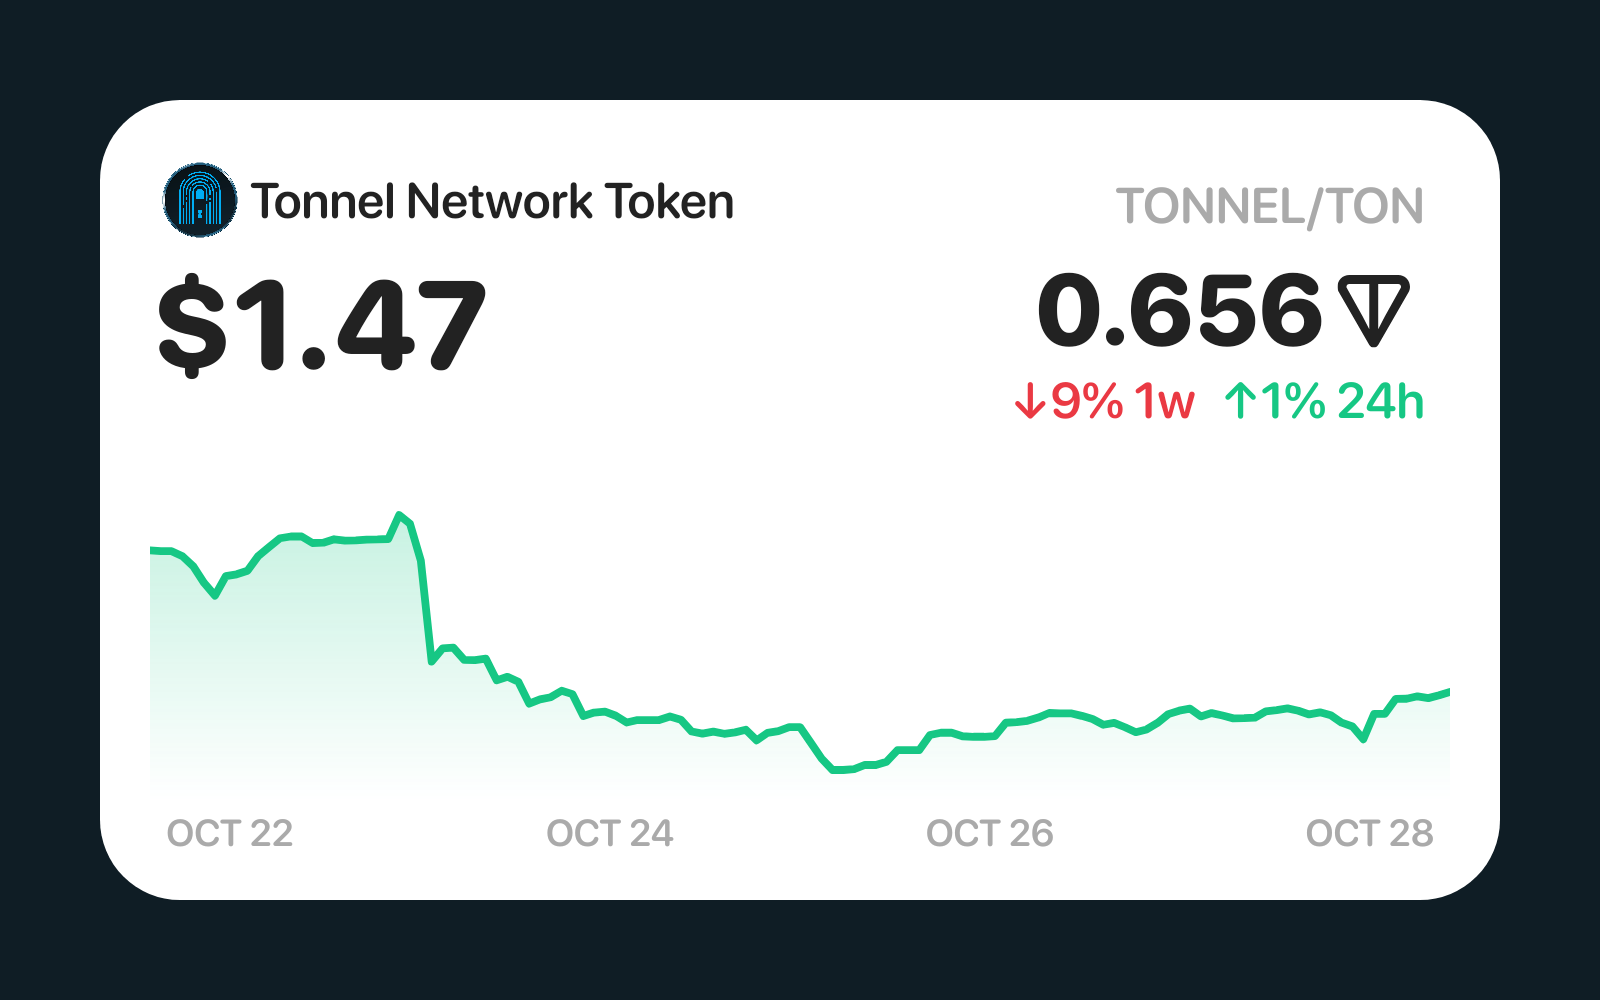 Tonnel Network Token
TONNEL/TON
$1.47
0.656
↓9% 1w ↑1% 24h
OCT 22
OCT 24
OCT 26
OCT 28